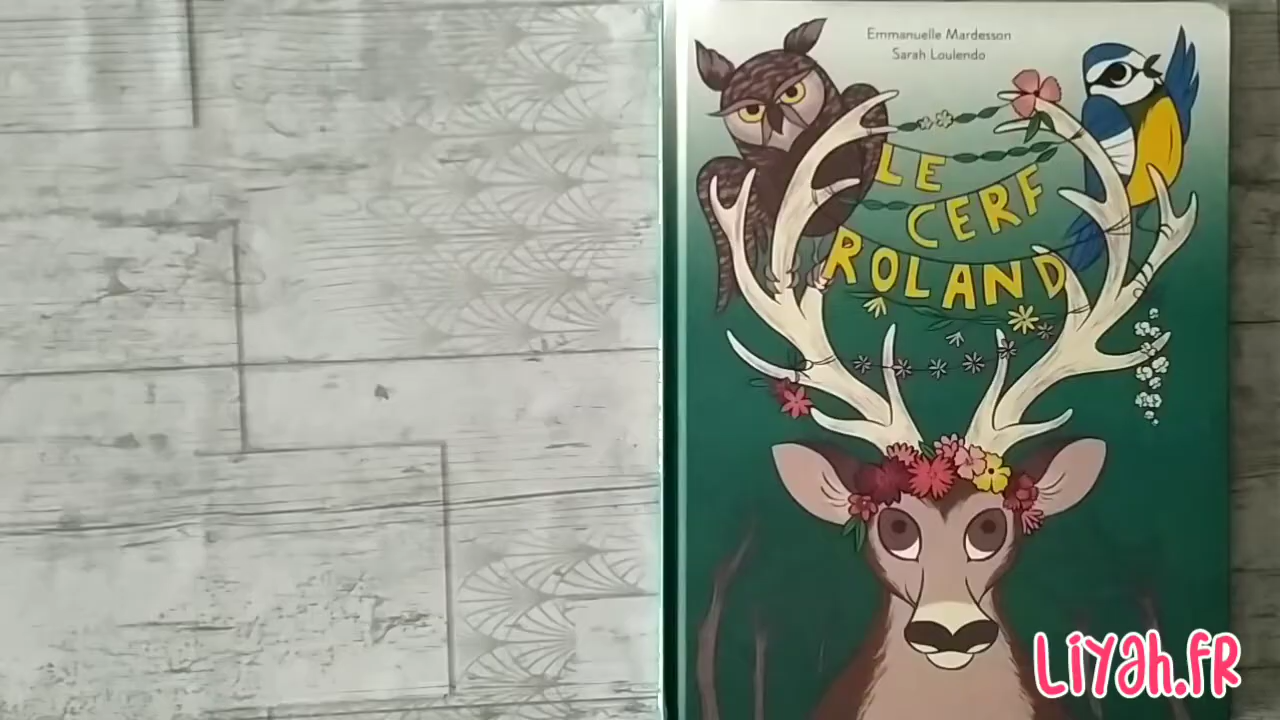 Emmanuelle Mardesson
Sarah Loulendo
LE
CERF
ROLAND
LiYaH.FR